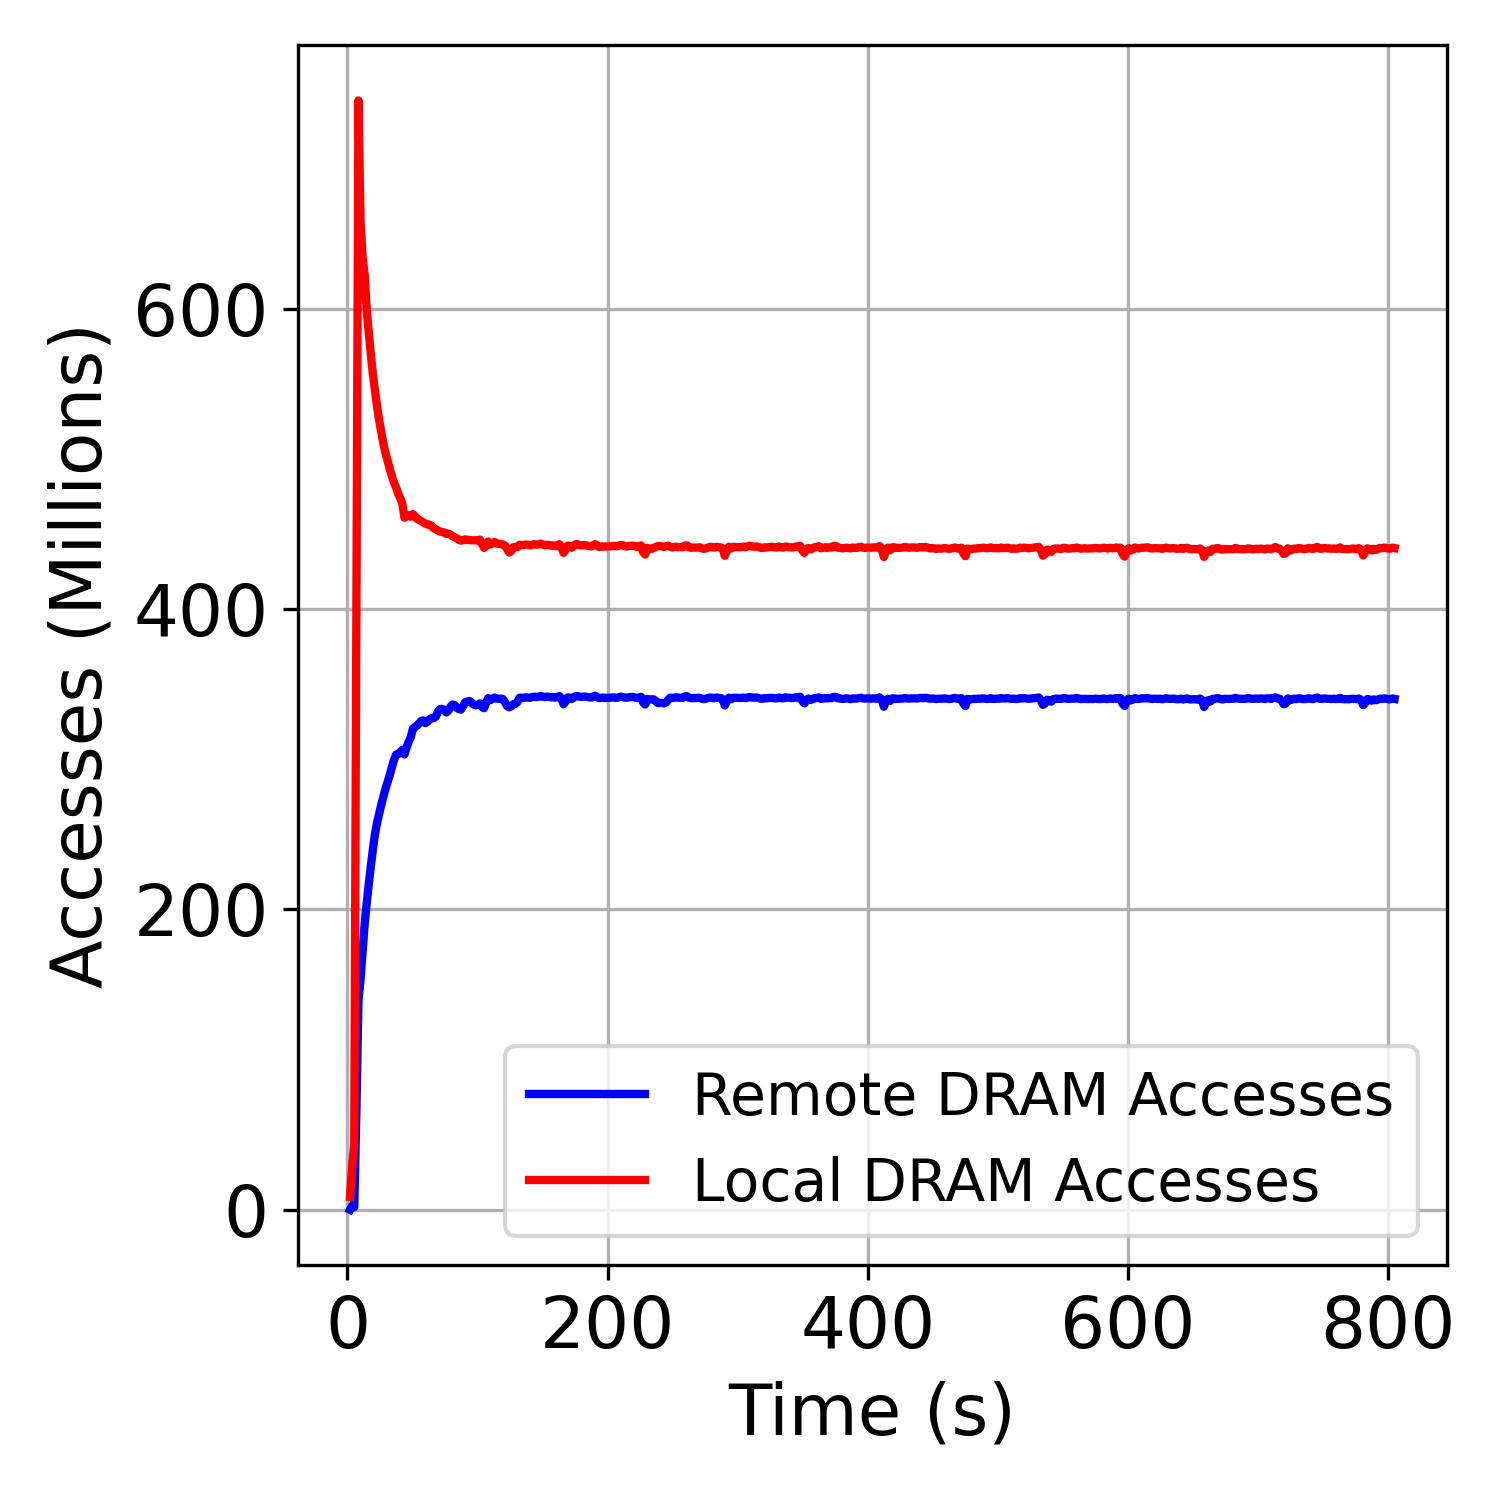 Accesses (Millions)
600
400
200
0
Remote DRAM Accesses
Local DRAM Accesses
0 200 400 600 800
Time (s)